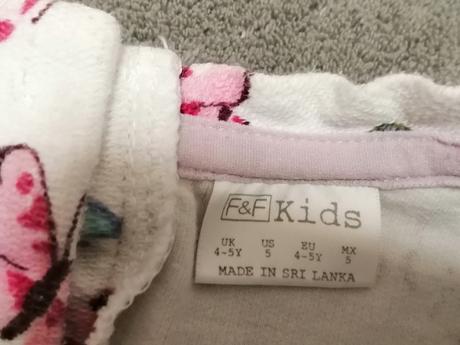 F&F Kids
UK US EU MX
4-5Y 5 4-5Y 5
MADE IN SRI LANKA